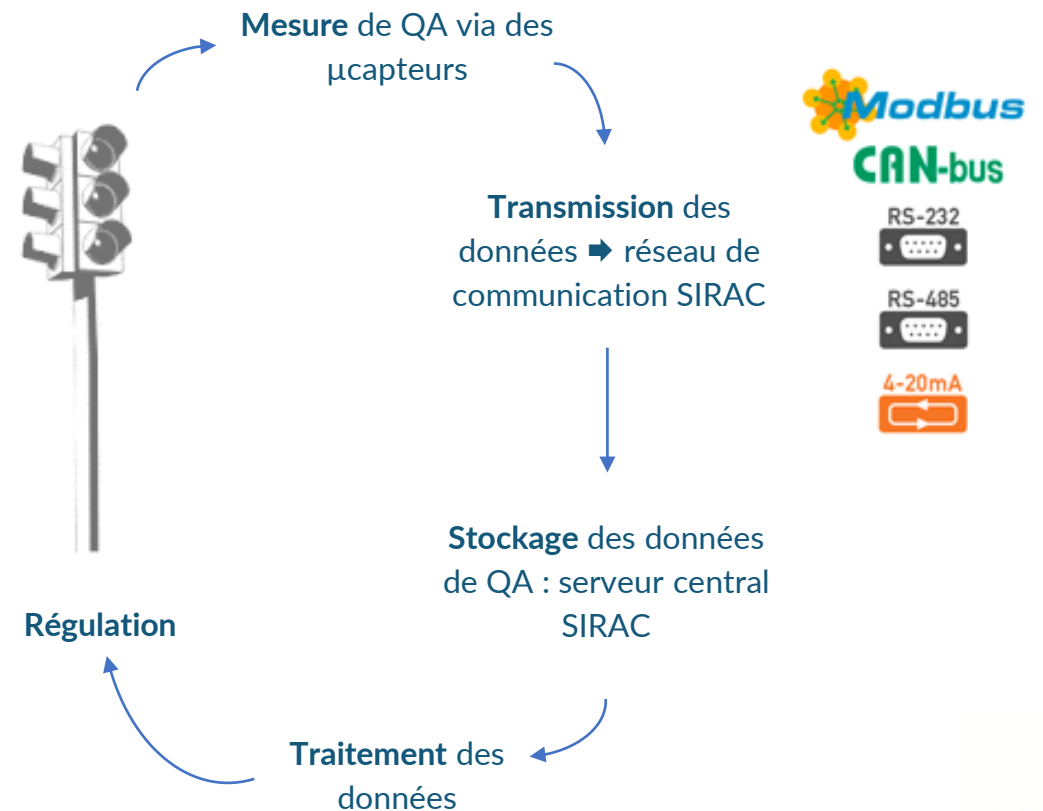 Mesure de QA via des
µcapteurs
Modbus
CAN-bus
RS-232
RS-485
4-20mA
Transmission des
données ➡ réseau de
communication SIRAC
Stockage des données
de QA : serveur central
SIRAC
Régulation
Traitement des
données